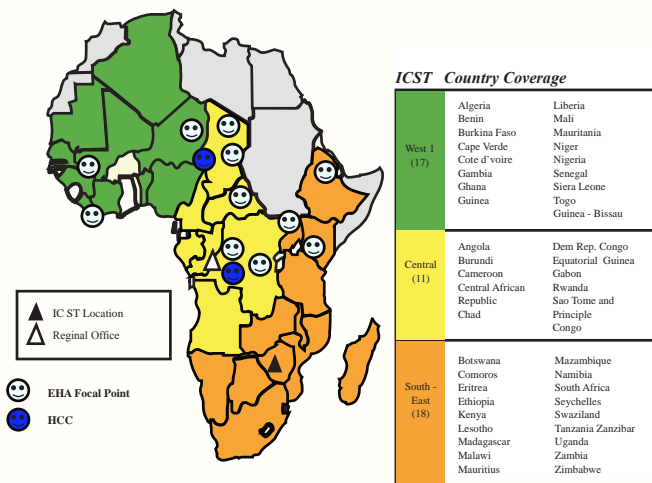 ICST Country Coverage
West 1
(17)
Algeria
Benin
Burkina Faso
Cape Verde
Cote d'voire
Gambia
Ghana
Guinea
Liberia
Mali
Mauritania
Niger
Nigeria
Senegal
Siera Leone
Togo
Guinea - Bissau
Central
(11)
Angola
Burundi
Cameroon
Central African
Republic
Chad
Dem Rep. Congo
Equatorial Guinea
Gabon
Rwanda
Sao Tome and
Principle
Congo
South -
East
(18)
Botswana
Comoros
Eritrea
Ethiopia
Kenya
Lesotho
Madagascar
Malawi
Mauritius
Mazambique
Namibia
South Africa
Seychelles
Swaziland
Tanzania Zanzibar
Uganda
Zambia
Zimbabwe
IC ST Location
Reginal Office
EHA Focal Point
HCC